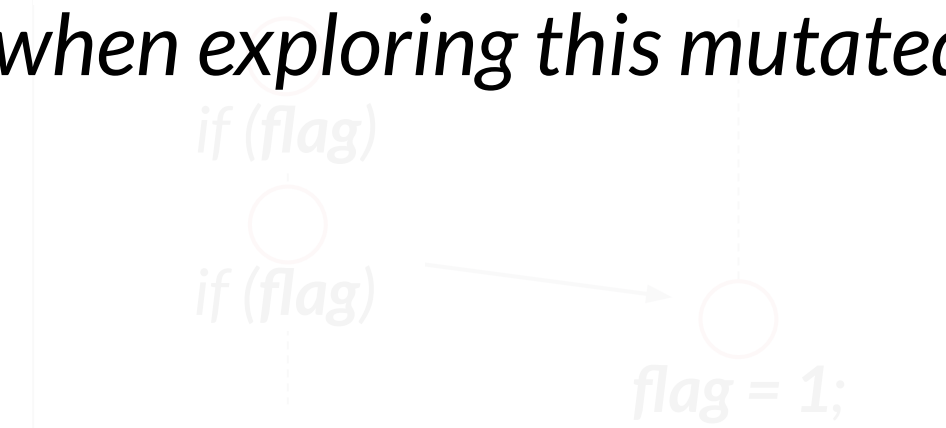 when exploring this mutated
if (flag)
if (flag)
flag = 1;